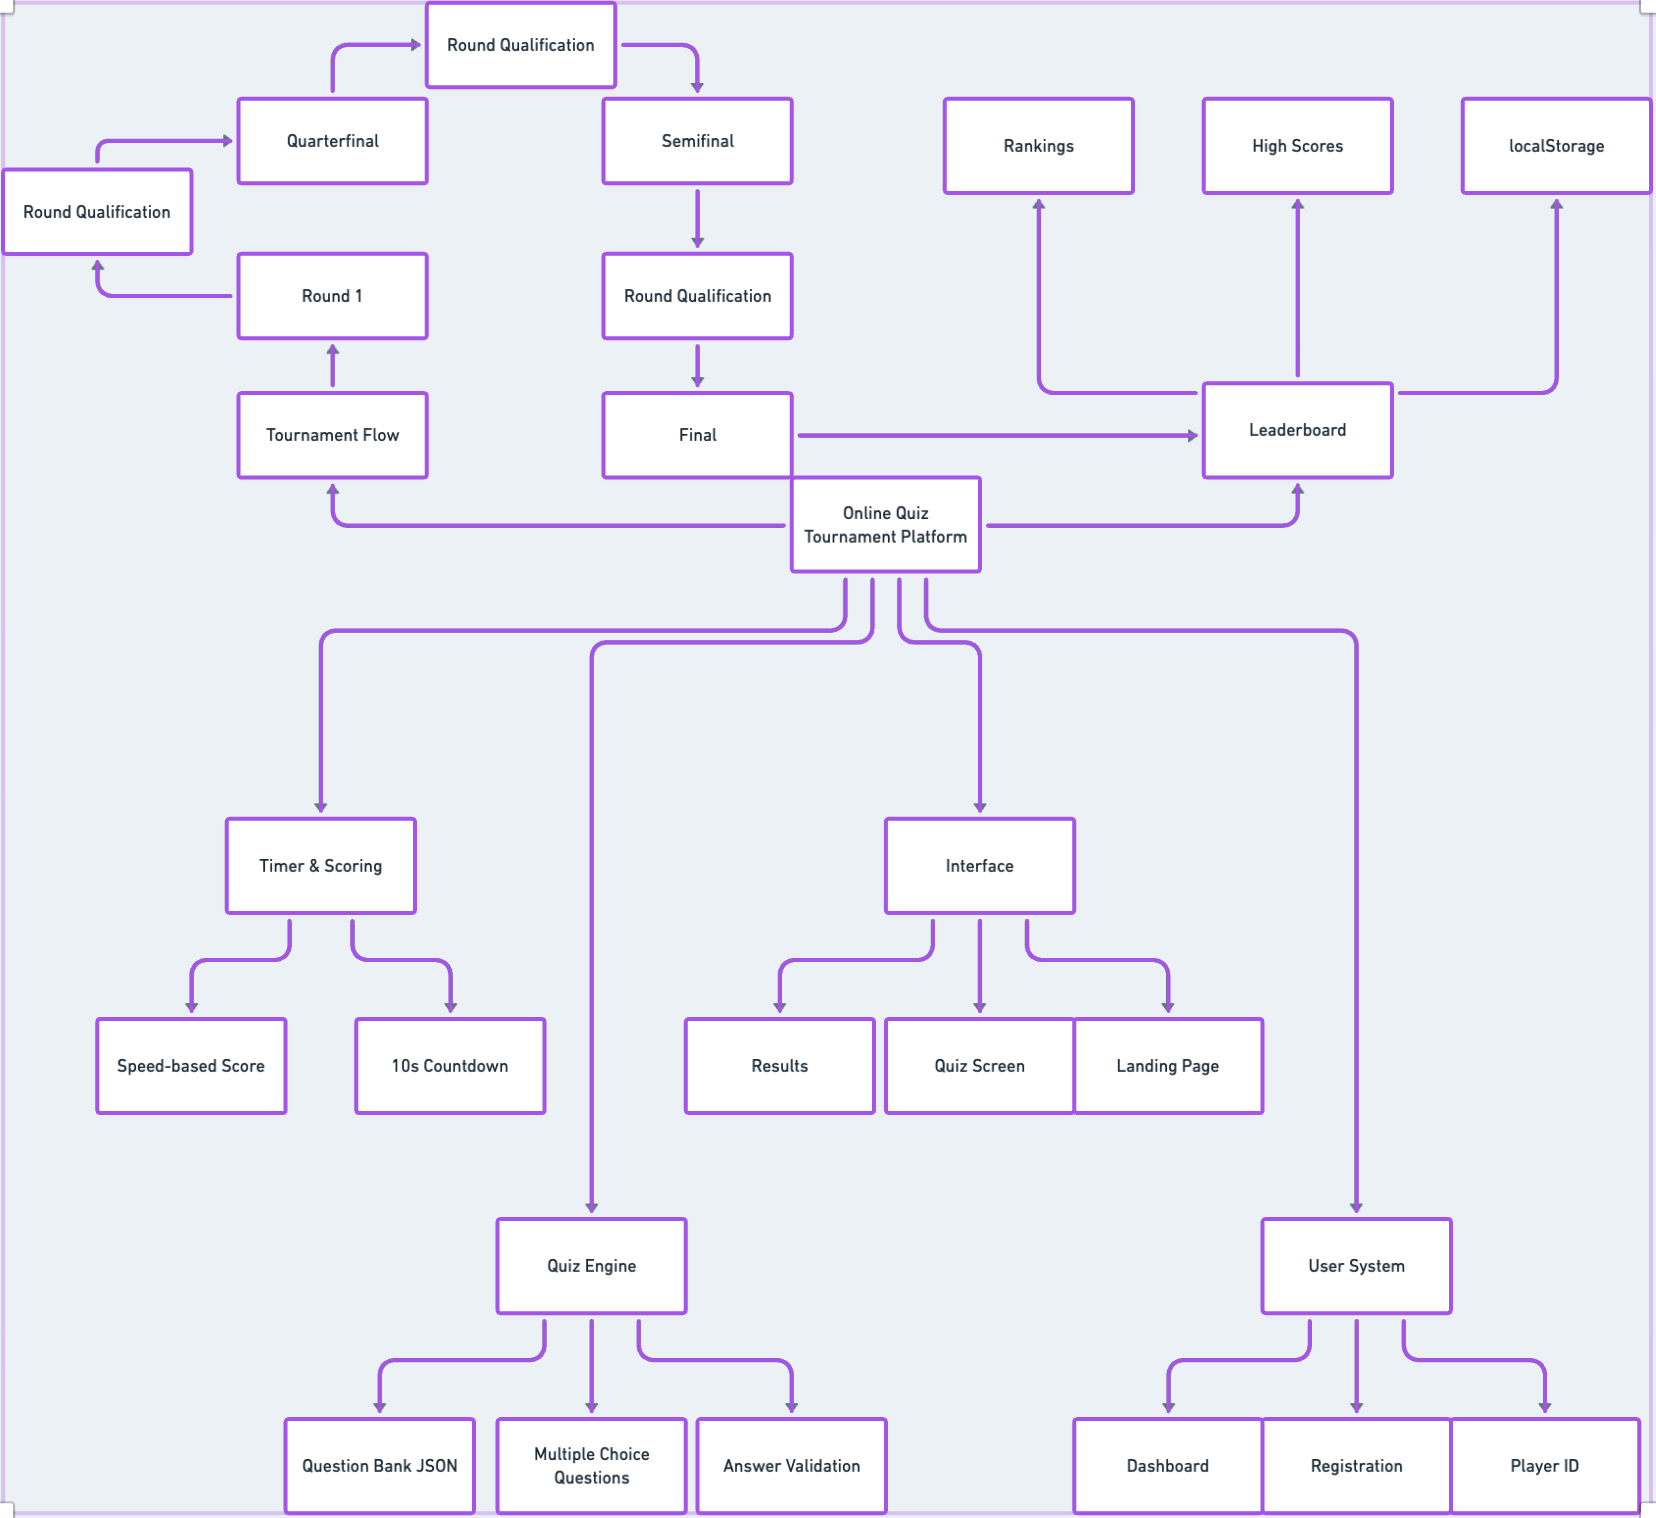 Round Qualification
Quarterfinal
Semifinal
Rankings
High Scores
localStorage
Round Qualification
Round 1
Round Qualification
Tournament Flow
Final
Leaderboard
Online Quiz
Tournament Platform
Timer & Scoring
Interface
Speed-based Score
10s Countdown
Results
Quiz Screen
Landing Page
Quiz Engine
User System
Question Bank JSON
Multiple Choice
Questions
Answer Validation
Dashboard
Registration
Player ID